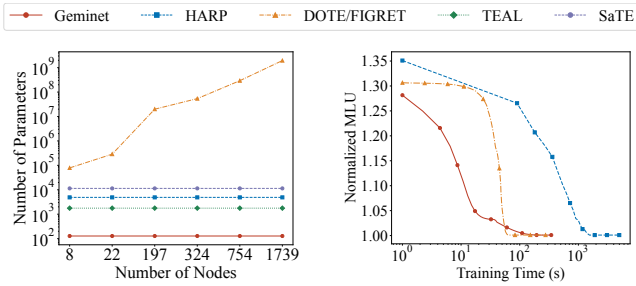 Geminet HARP DOTE/FIGRET TEAL SaTE
Number of Parameters
10^9
10^8
10^7
10^6
10^5
10^4
10^3
10^2
8 22 197 324 754 1739
Number of Nodes
Normalized MLU
1.35
1.30
1.25
1.20
1.15
1.10
1.05
1.00
10^0 10^1 10^2 10^3
Training Time (s)